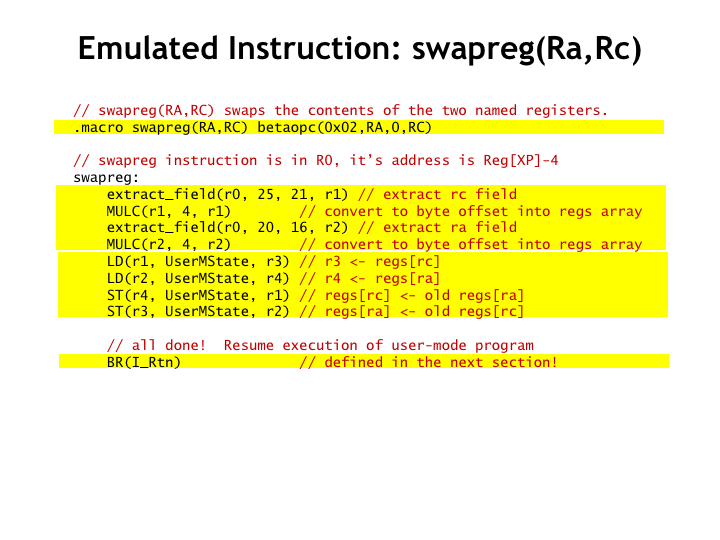 Emulated Instruction: swapreg(Ra,Rc)
// swapreg(RA,RC) swaps the contents of the two named registers.
.macro swapreg(RA,RC) betaopc(0x02,RA,0,RC)
// swapreg instruction is in R0, it’s address is Reg[XP]-4
swapreg:
extract_field(r0, 25, 21, r1) // extract rc field
MULC(r1, 4, r1) // convert to byte offset into regs array
extract_field(r0, 20, 16, r2) // extract ra field
MULC(r2, 4, r2) // convert to byte offset into regs array
LD(r1, UserMState, r3) // r3 <- regs[rc]
LD(r2, UserMState, r4) // r4 <- regs[ra]
ST(r4, UserMState, r1) // regs[rc] <- old regs[ra]
ST(r3, UserMState, r2) // regs[ra] <- old regs[rc]
// all done! Resume execution of user-mode program
BR(I_Rtn) // defined in the next section!